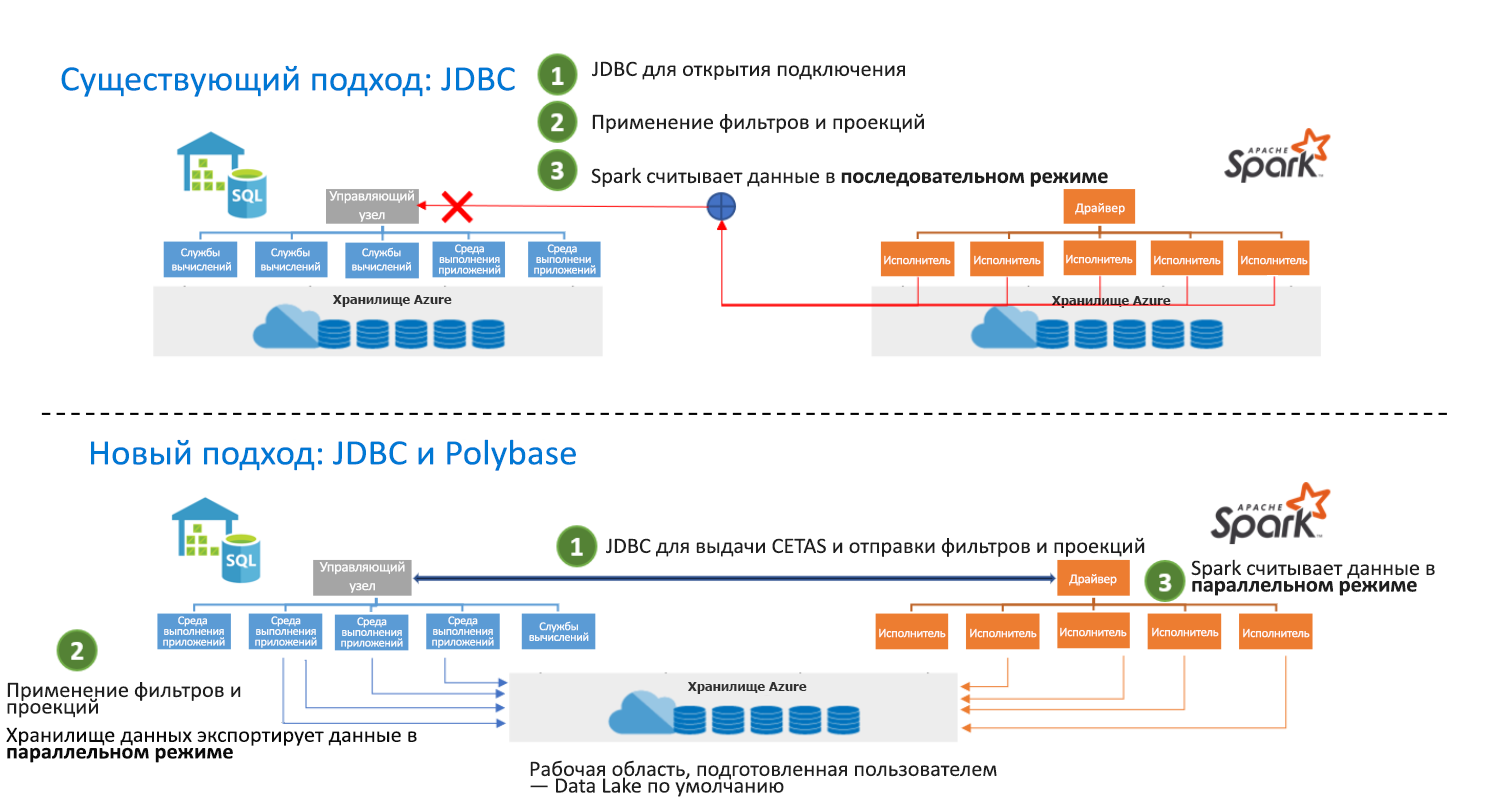 Существующий подход: JDBC
1
JDBC для открытия подключения
2
Применение фильтров и проекций
3
Spark считывает данные в последовательном режиме
SQL
APACHE
Spark
TM
Управляющий
узел
Службы
вычислений
Службы
вычислений
Службы
вычислений
Среда
выполнения
приложений
Среда
выполнени
приложений
Хранилище Azure
Драйвер
Исполнитель
Исполнитель
Исполнитель
Исполнитель
Исполнитель
Хранилище Azure
Новый подход: JDBC и Polybase
SQL
APACHE
Spark
TM
1
JDBC для выдачи CETAS и отправки фильтров и проекций
Управляющий
узел
Драйвер
3
Spark считывает данные в
параллельном режиме
Среда
выполнения
приложений
Среда
выполнения
приложений
Среда
выполнения
приложений
Среда
выполнения
приложений
Службы
вычислений
Исполнитель
Исполнитель
Исполнитель
Исполнитель
Исполнитель
2
Применение фильтров и
проекций
Хранилище данных экспортирует данные в
параллельном режиме
Хранилище Azure
Рабочая область, подготовленная пользователем
— Data Lake по умолчанию